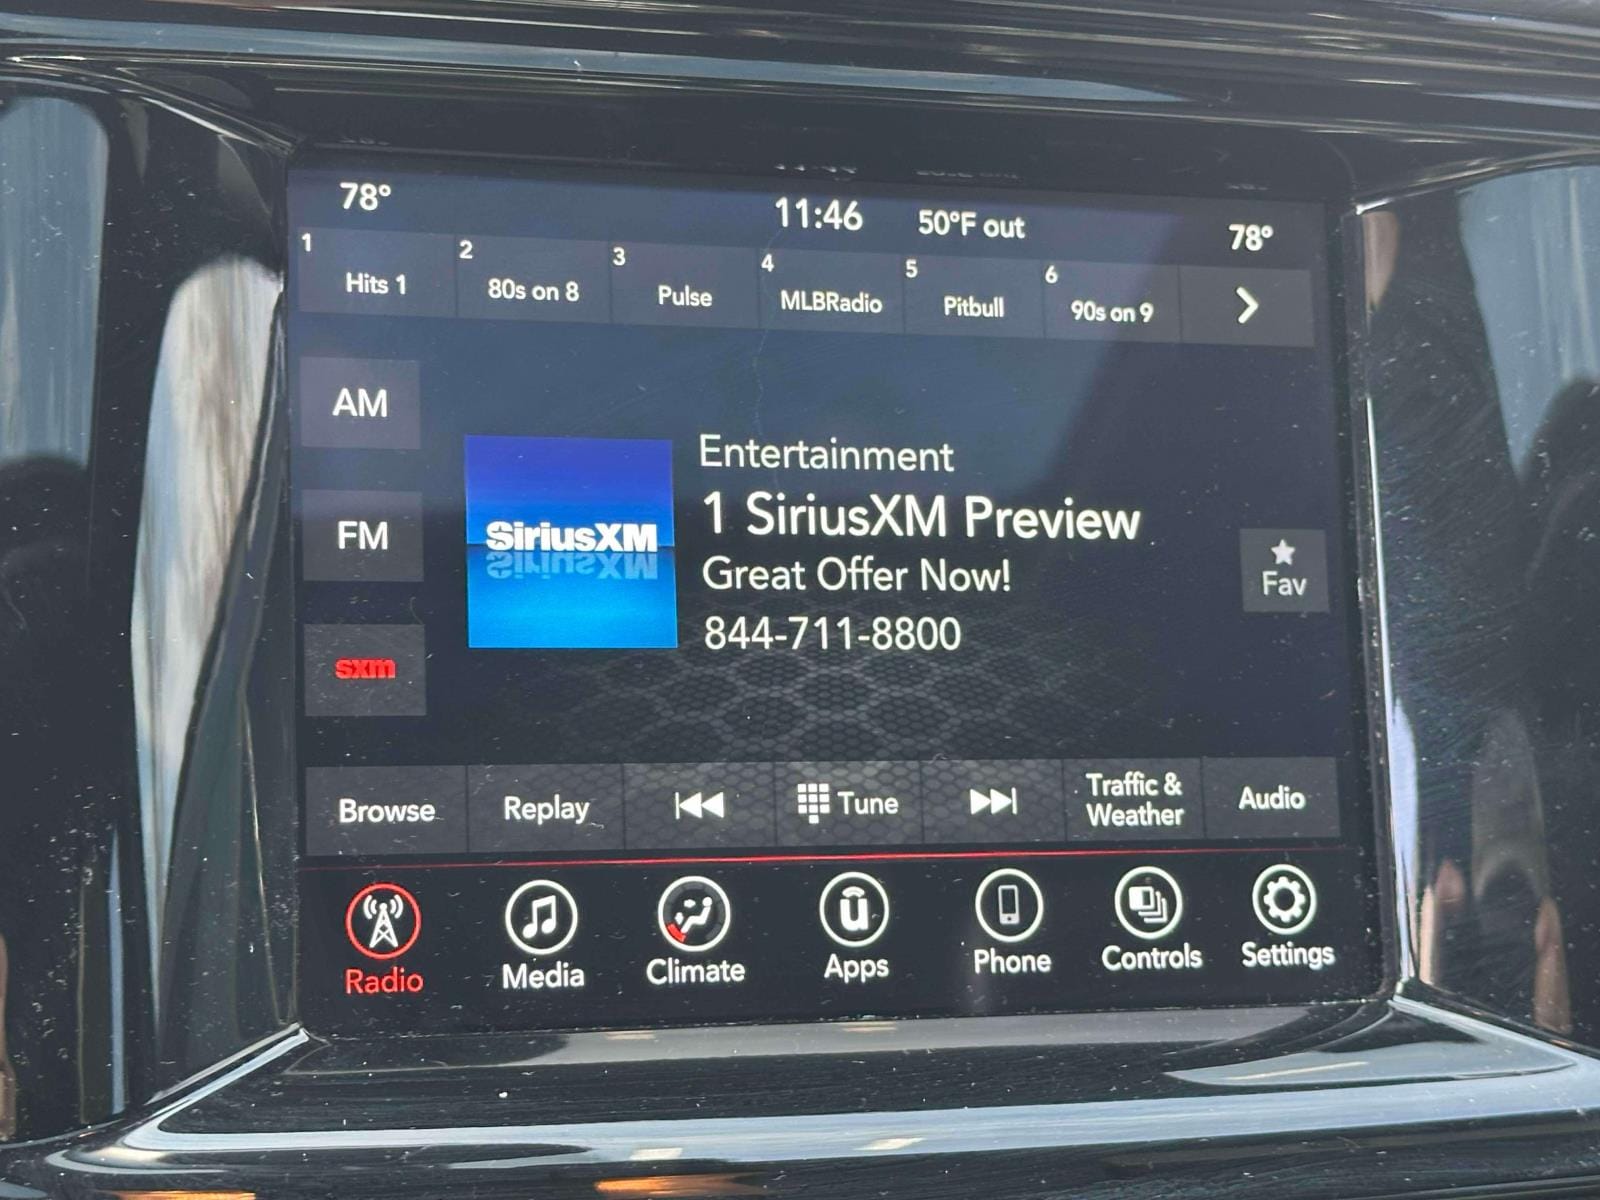 78°
11:46
50°F out
78°
1
Hits 1
2
80s on 8
3
Pulse
4
MLBRadio
5
Pitbull
6
90s on 9
AM
FM
sxm
SiriusXM
Entertainment
1 SiriusXM Preview
Great Offer Now!
844-711-8800
Fav
Browse
Replay
Tune
Traffic &
Weather
Audio
Radio
Media
Climate
Apps
Phone
Controls
Settings